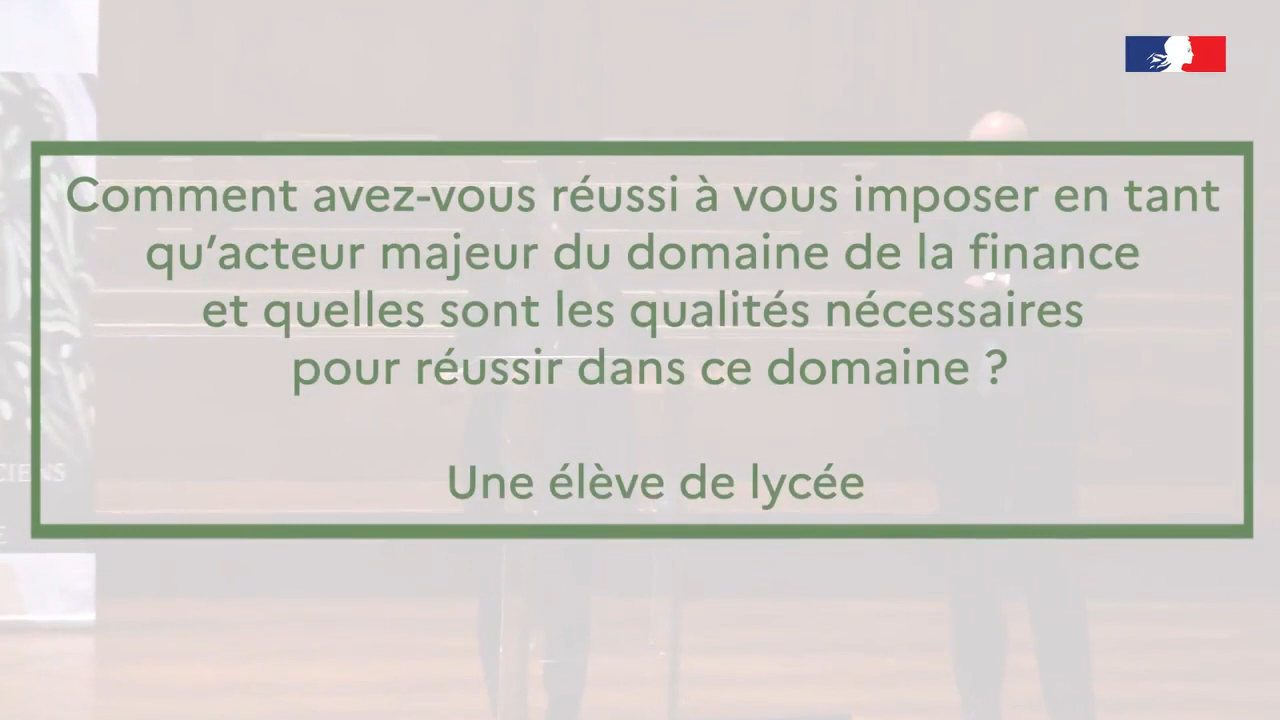 Comment avez-vous réussi à vous imposer en tant
qu’acteur majeur du domaine de la finance
et quelles sont les qualités nécessaires
pour réussir dans ce domaine ?
Une élève de lycée